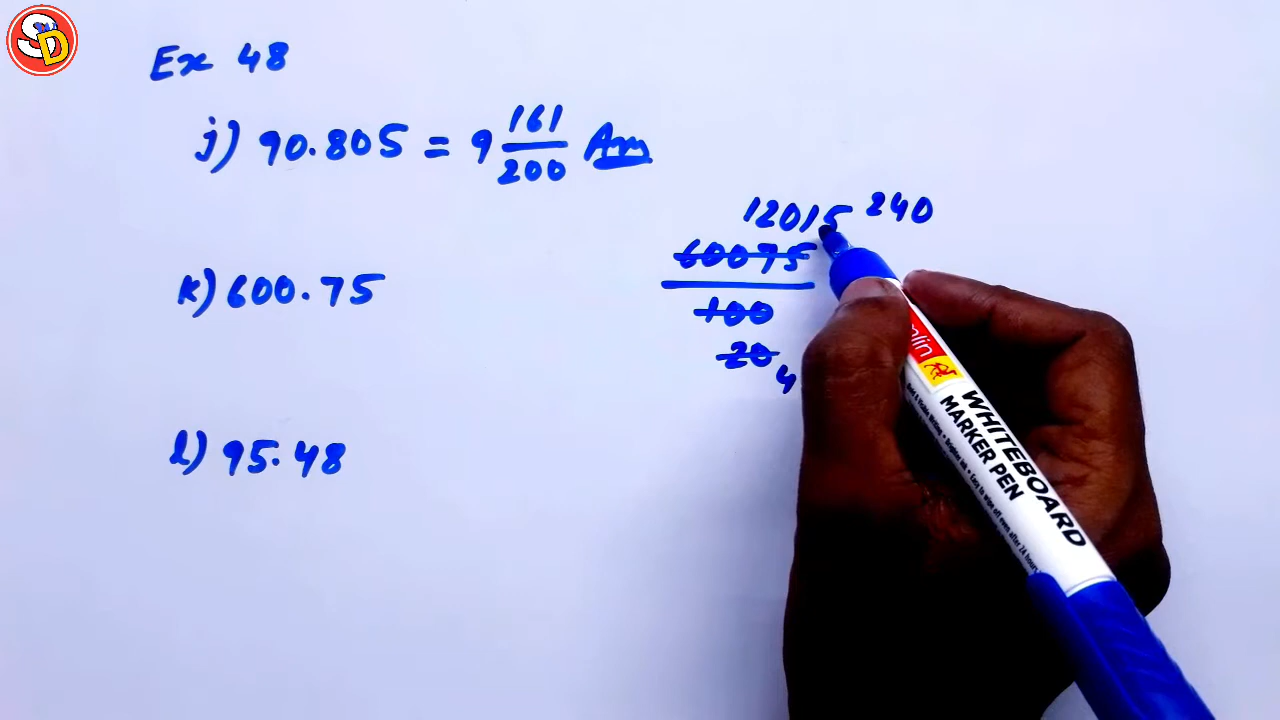 SD
Ex 48
j) 90.805 = 9 161/200 Ans
12015 240
60075
100
20 4
k) 600.75
l) 95.48
WHITEBOARD
MARKER PEN